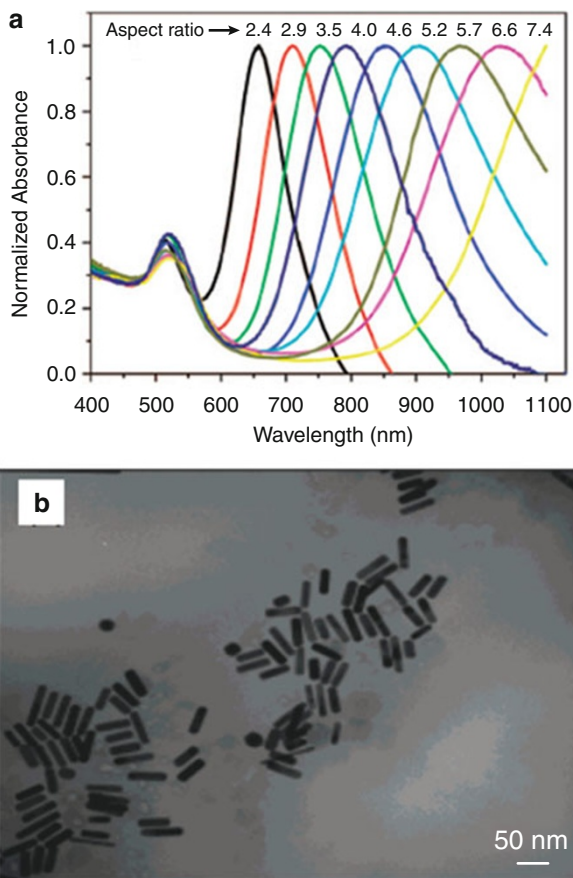 a
Aspect ratio → 2.4 2.9 3.5 4.0 4.6 5.2 5.7 6.6 7.4
1.0
0.8
0.6
0.4
0.2
0.0
Normalized Absorbance
400 500 600 700 800 900 1000 1100
Wavelength (nm)
b
50 nm